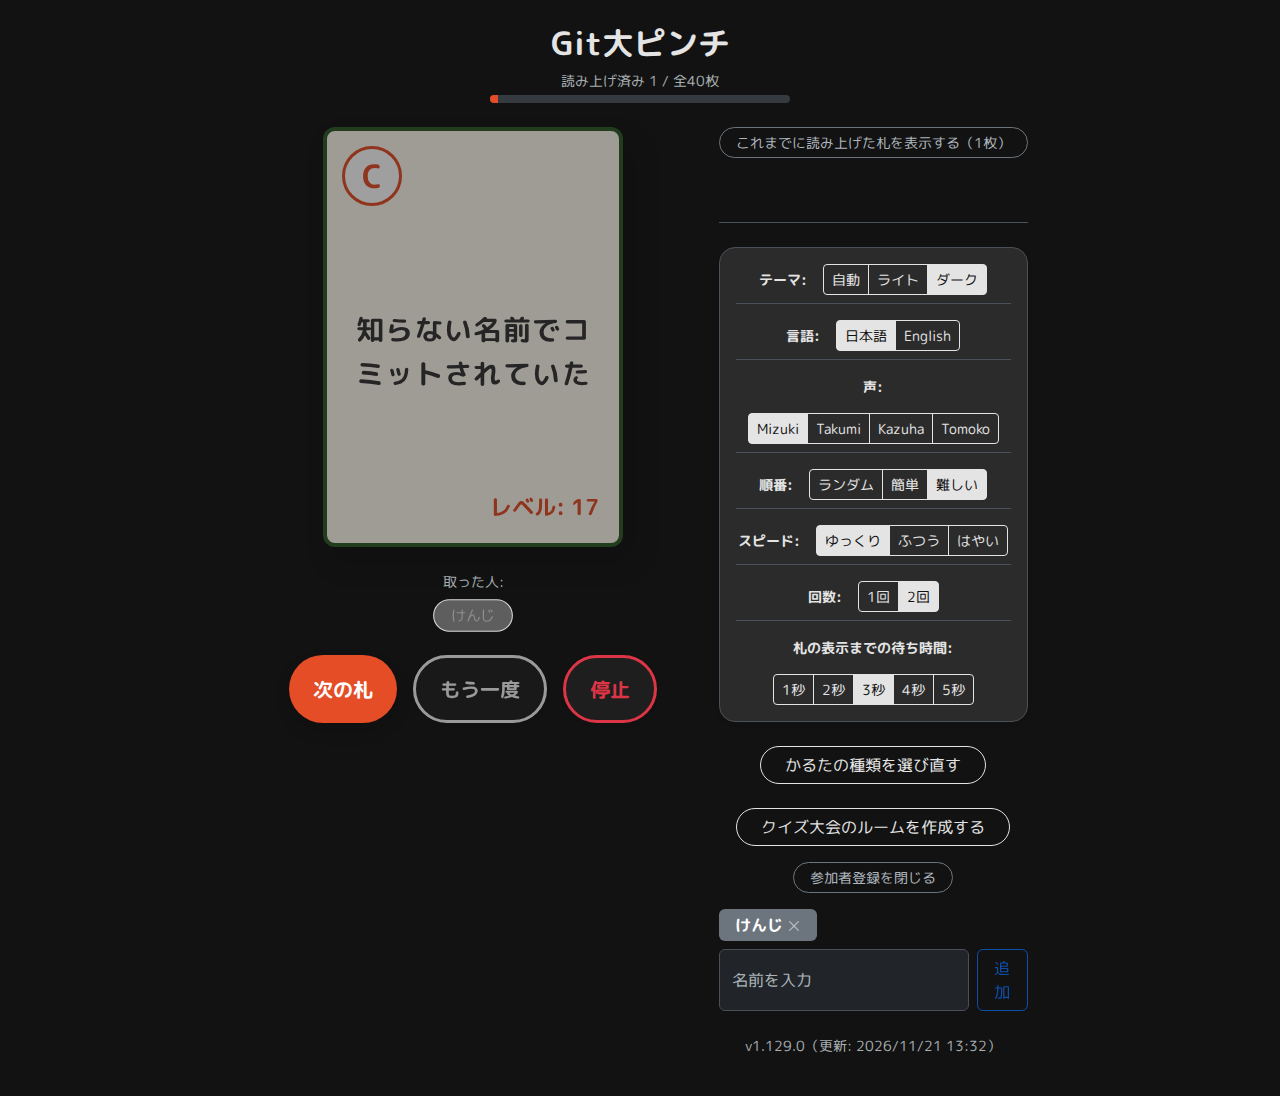 Git大ピンチ
読み上げ済み 1 / 全40枚
C
知らない名前でコ
ミットされていた
レベル: 17
取った人:
けんじ
次の札
もう一度
停止
これまでに読み上げた札を表示する（1枚）
テーマ: 自動 ライト ダーク
言語: 日本語 English
声:
Mizuki Takumi Kazuha Tomoko
順番: ランダム 簡単 難しい
スピード: ゆっくり ふつう はやい
回数: 1回 2回
札の表示までの待ち時間:
1秒 2秒 3秒 4秒 5秒
かるたの種類を選び直す
クイズ大会のルームを作成する
参加者登録を閉じる
けんじ ×
名前を入力
追
加
v1.129.0（更新: 2026/11/21 13:32）